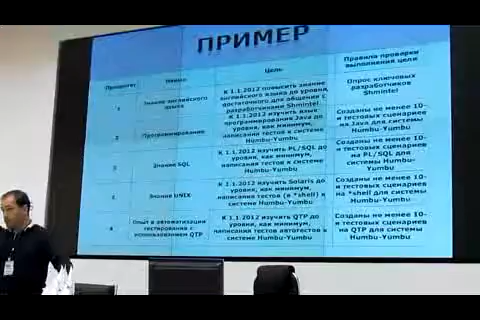 ПРИМЕР
Приоритет
Имею
Цель
Правила проверки
выполнения цели
1
Знание английского
языка
К 1.1.2012 повысить знание
английского языка до уровня,
достаточного для общения с
разработчиками Shmintel
Опрос ключевых
разработчиков
Shmintel
2
Программирование
К 1.1.2012 изучить язык
программирования Java до
уровня, как минимум,
написания тестов к системе
Humbu-Yumbu
Созданы не менее 10-
и тестовых сценариев
на Java для системы
Humbu-Yumbu
3
Знание SQL
К 1.1.2012 изучить PL/SQL до
уровня, как минимум,
написания тестов к системе
Humbu-Yumbu
Созданы не менее 10-
и тестовых сценариев
на PL/SQL для
системы Humbu-
Yumbu
Знание UNIX
К 1.1.2012 изучить Solaris до
уровня, как минимум,
написания тестов (в *shell) к
системе Humbu-Yumbu
Созданы не менее 10-
и тестовых сценариев
на *shell для системы
Humbu-Yumbu
Опыт в автоматизации
тестирования с
использованием QTP
К 1.1.2012 изучить QTP до
уровня, как минимум,
написания тестов автотестов к
системе Humbu-Yumbu
Созданы не менее 10-
и тестовых сценариев
на QTP для системы
Humbu-Yumbu